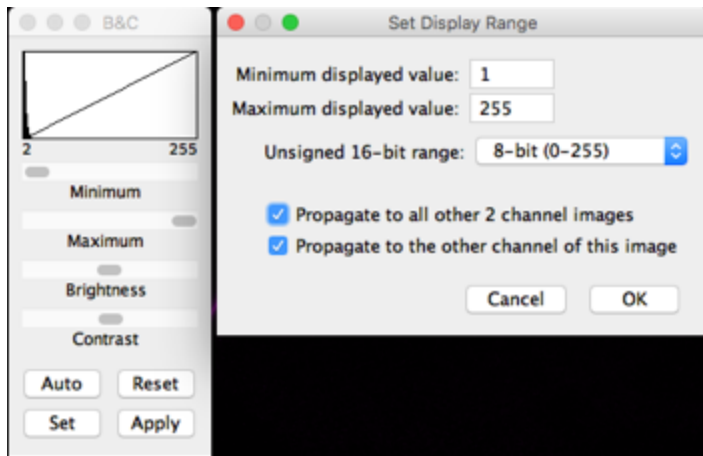 B&C
2 255
Minimum
Maximum
Brightness
Contrast
Auto Reset
Set Apply
Set Display Range
Minimum displayed value: 1
Maximum displayed value: 255
Unsigned 16-bit range: 8-bit (0-255)
Propagate to all other 2 channel images
Propagate to the other channel of this image
Cancel OK